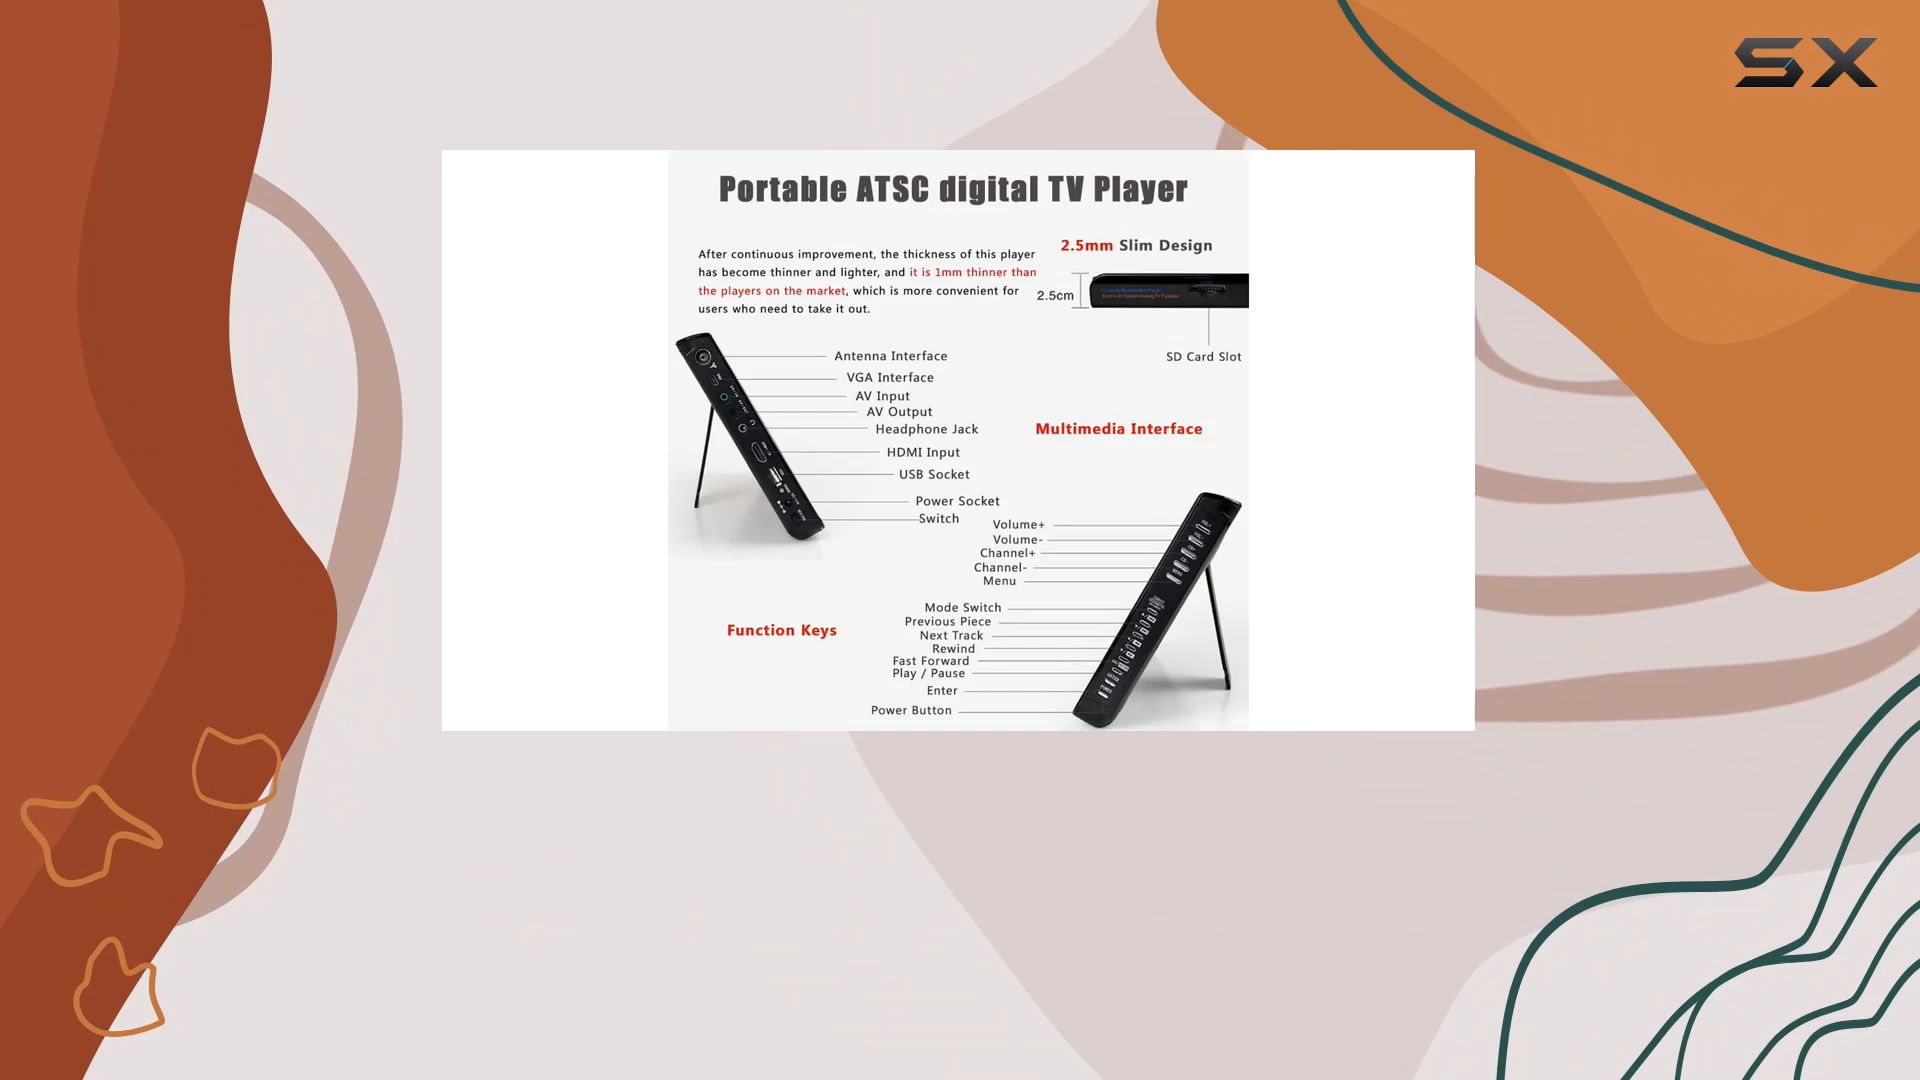 SX
Portable ATSC digital TV Player
After continuous improvement, the thickness of this player
has become thinner and lighter, and it is 1mm thinner than
the players on the market, which is more convenient for
users who need to take it out.
2.5mm Slim Design
2.5cm
SD Card Slot
Antenna Interface
VGA Interface
AV Input
AV Output
Headphone Jack
HDMI Input
USB Socket
Power Socket
Switch
Multimedia Interface
Volume+
Volume-
Channel+
Channel-
Menu
Mode Switch
Previous Piece
Next Track
Rewind
Fast Forward
Play / Pause
Enter
Power Button
Function Keys